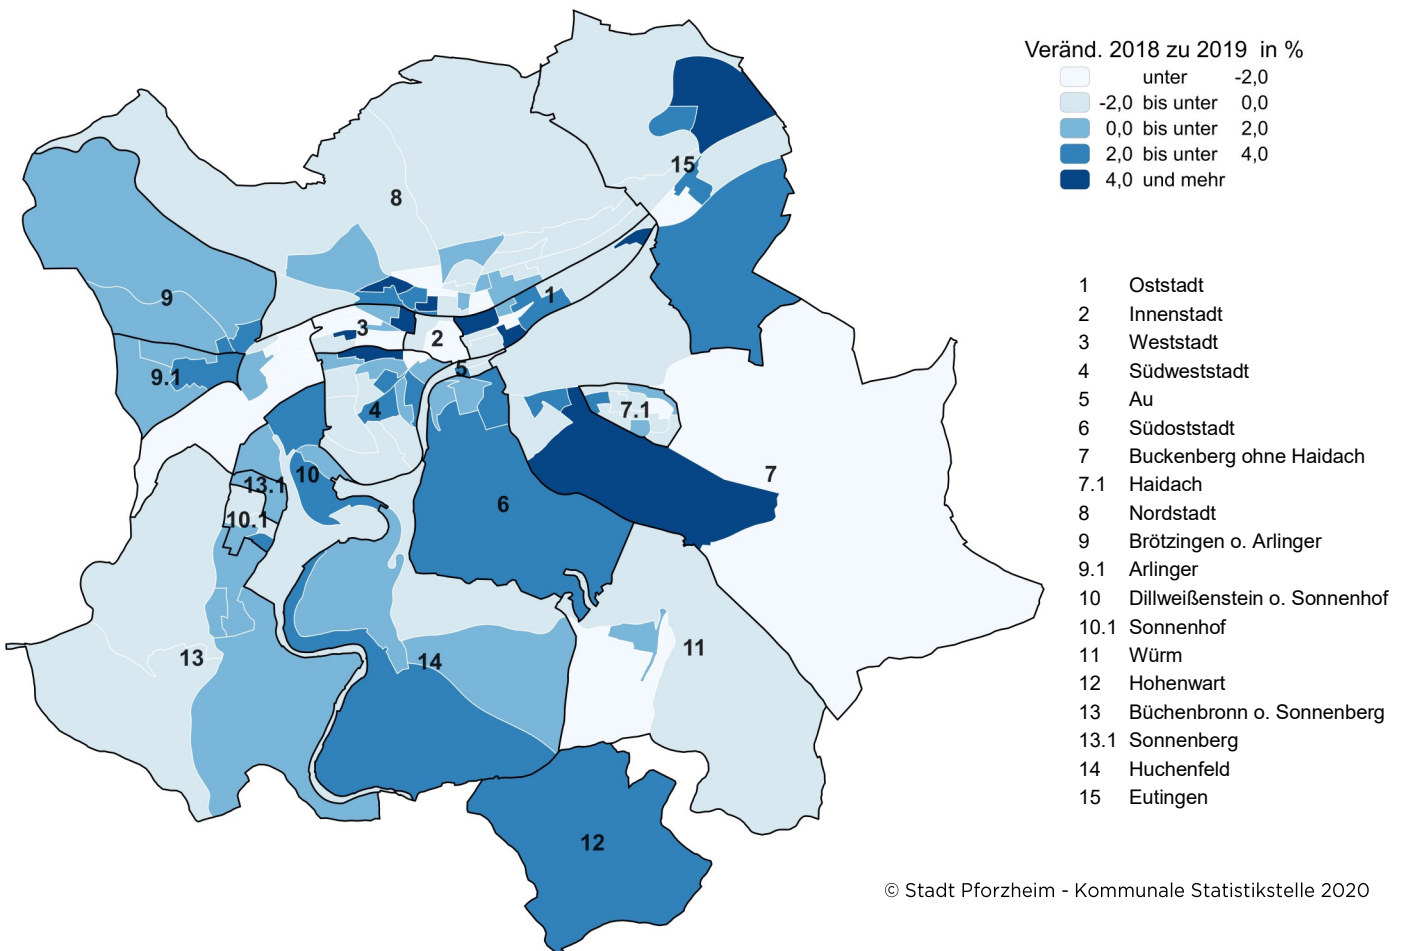 Veränd. 2018 zu 2019 in %
unter -2,0
-2,0 bis unter 0,0
0,0 bis unter 2,0
2,0 bis unter 4,0
4,0 und mehr
15
8
9
1
3
2
9.1
5
4
7.1
10
7
13.1
6
10.1
11
13
14
12
1 Oststadt
2 Innenstadt
3 Weststadt
4 Südweststadt
5 Au
6 Südoststadt
7 Buckenberg ohne Haidach
7.1 Haidach
8 Nordstadt
9 Brötzingen o. Arlinger
9.1 Arlinger
10 Dillweißenstein o. Sonnenhof
10.1 Sonnenhof
11 Würm
12 Hohenwart
13 Büchenbronn o. Sonnenberg
13.1 Sonnenberg
14 Huchenfeld
15 Eutingen
© Stadt Pforzheim - Kommunale Statistikstelle 2020